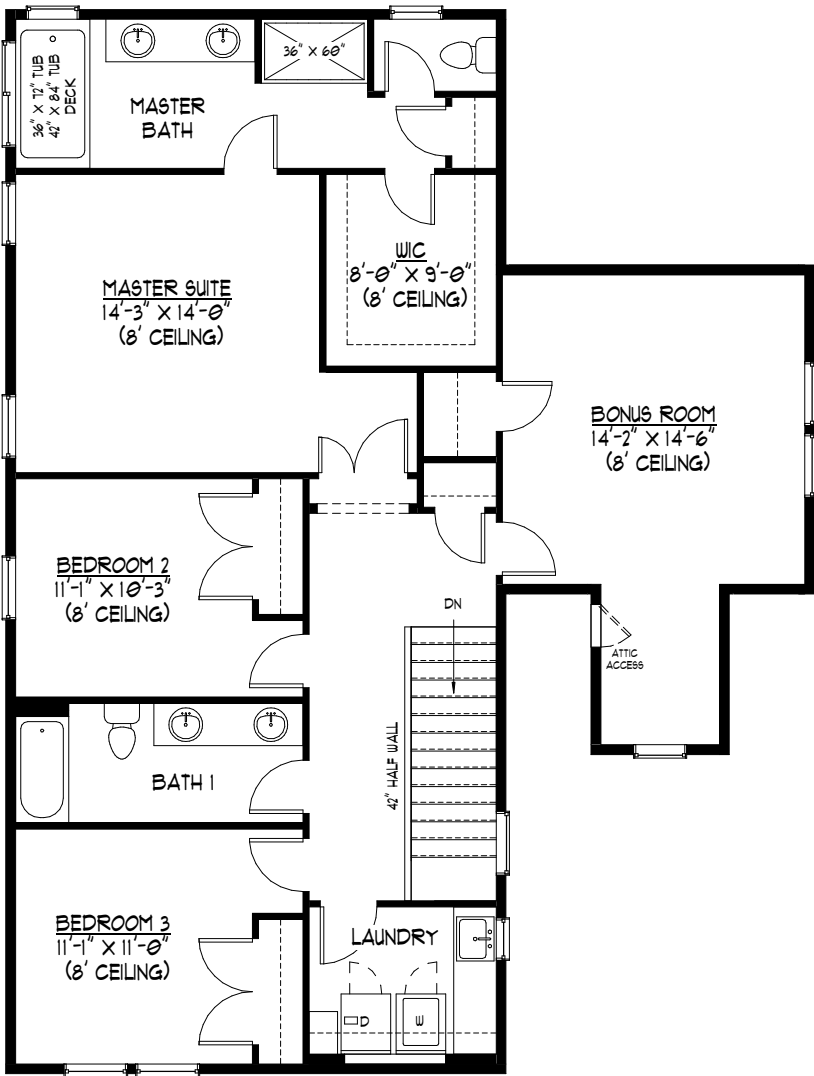 36" X 72" TUB
42" X 84" TUB
DECK
36" X 60"
MASTER
BATH
WIC
8'-0" X 9'-0"
(8' CEILING)
MASTER SUITE
14'-3" X 14'-0"
(8' CEILING)
BONUS ROOM
14'-2" X 14'-6"
(8' CEILING)
BEDROOM 2
11'-1" X 10'-3"
(8' CEILING)
DN
ATTIC
ACCESS
42" HALF WALL
BATH 1
BEDROOM 3
11'-1" X 11'-0"
(8' CEILING)
LAUNDRY
D
W